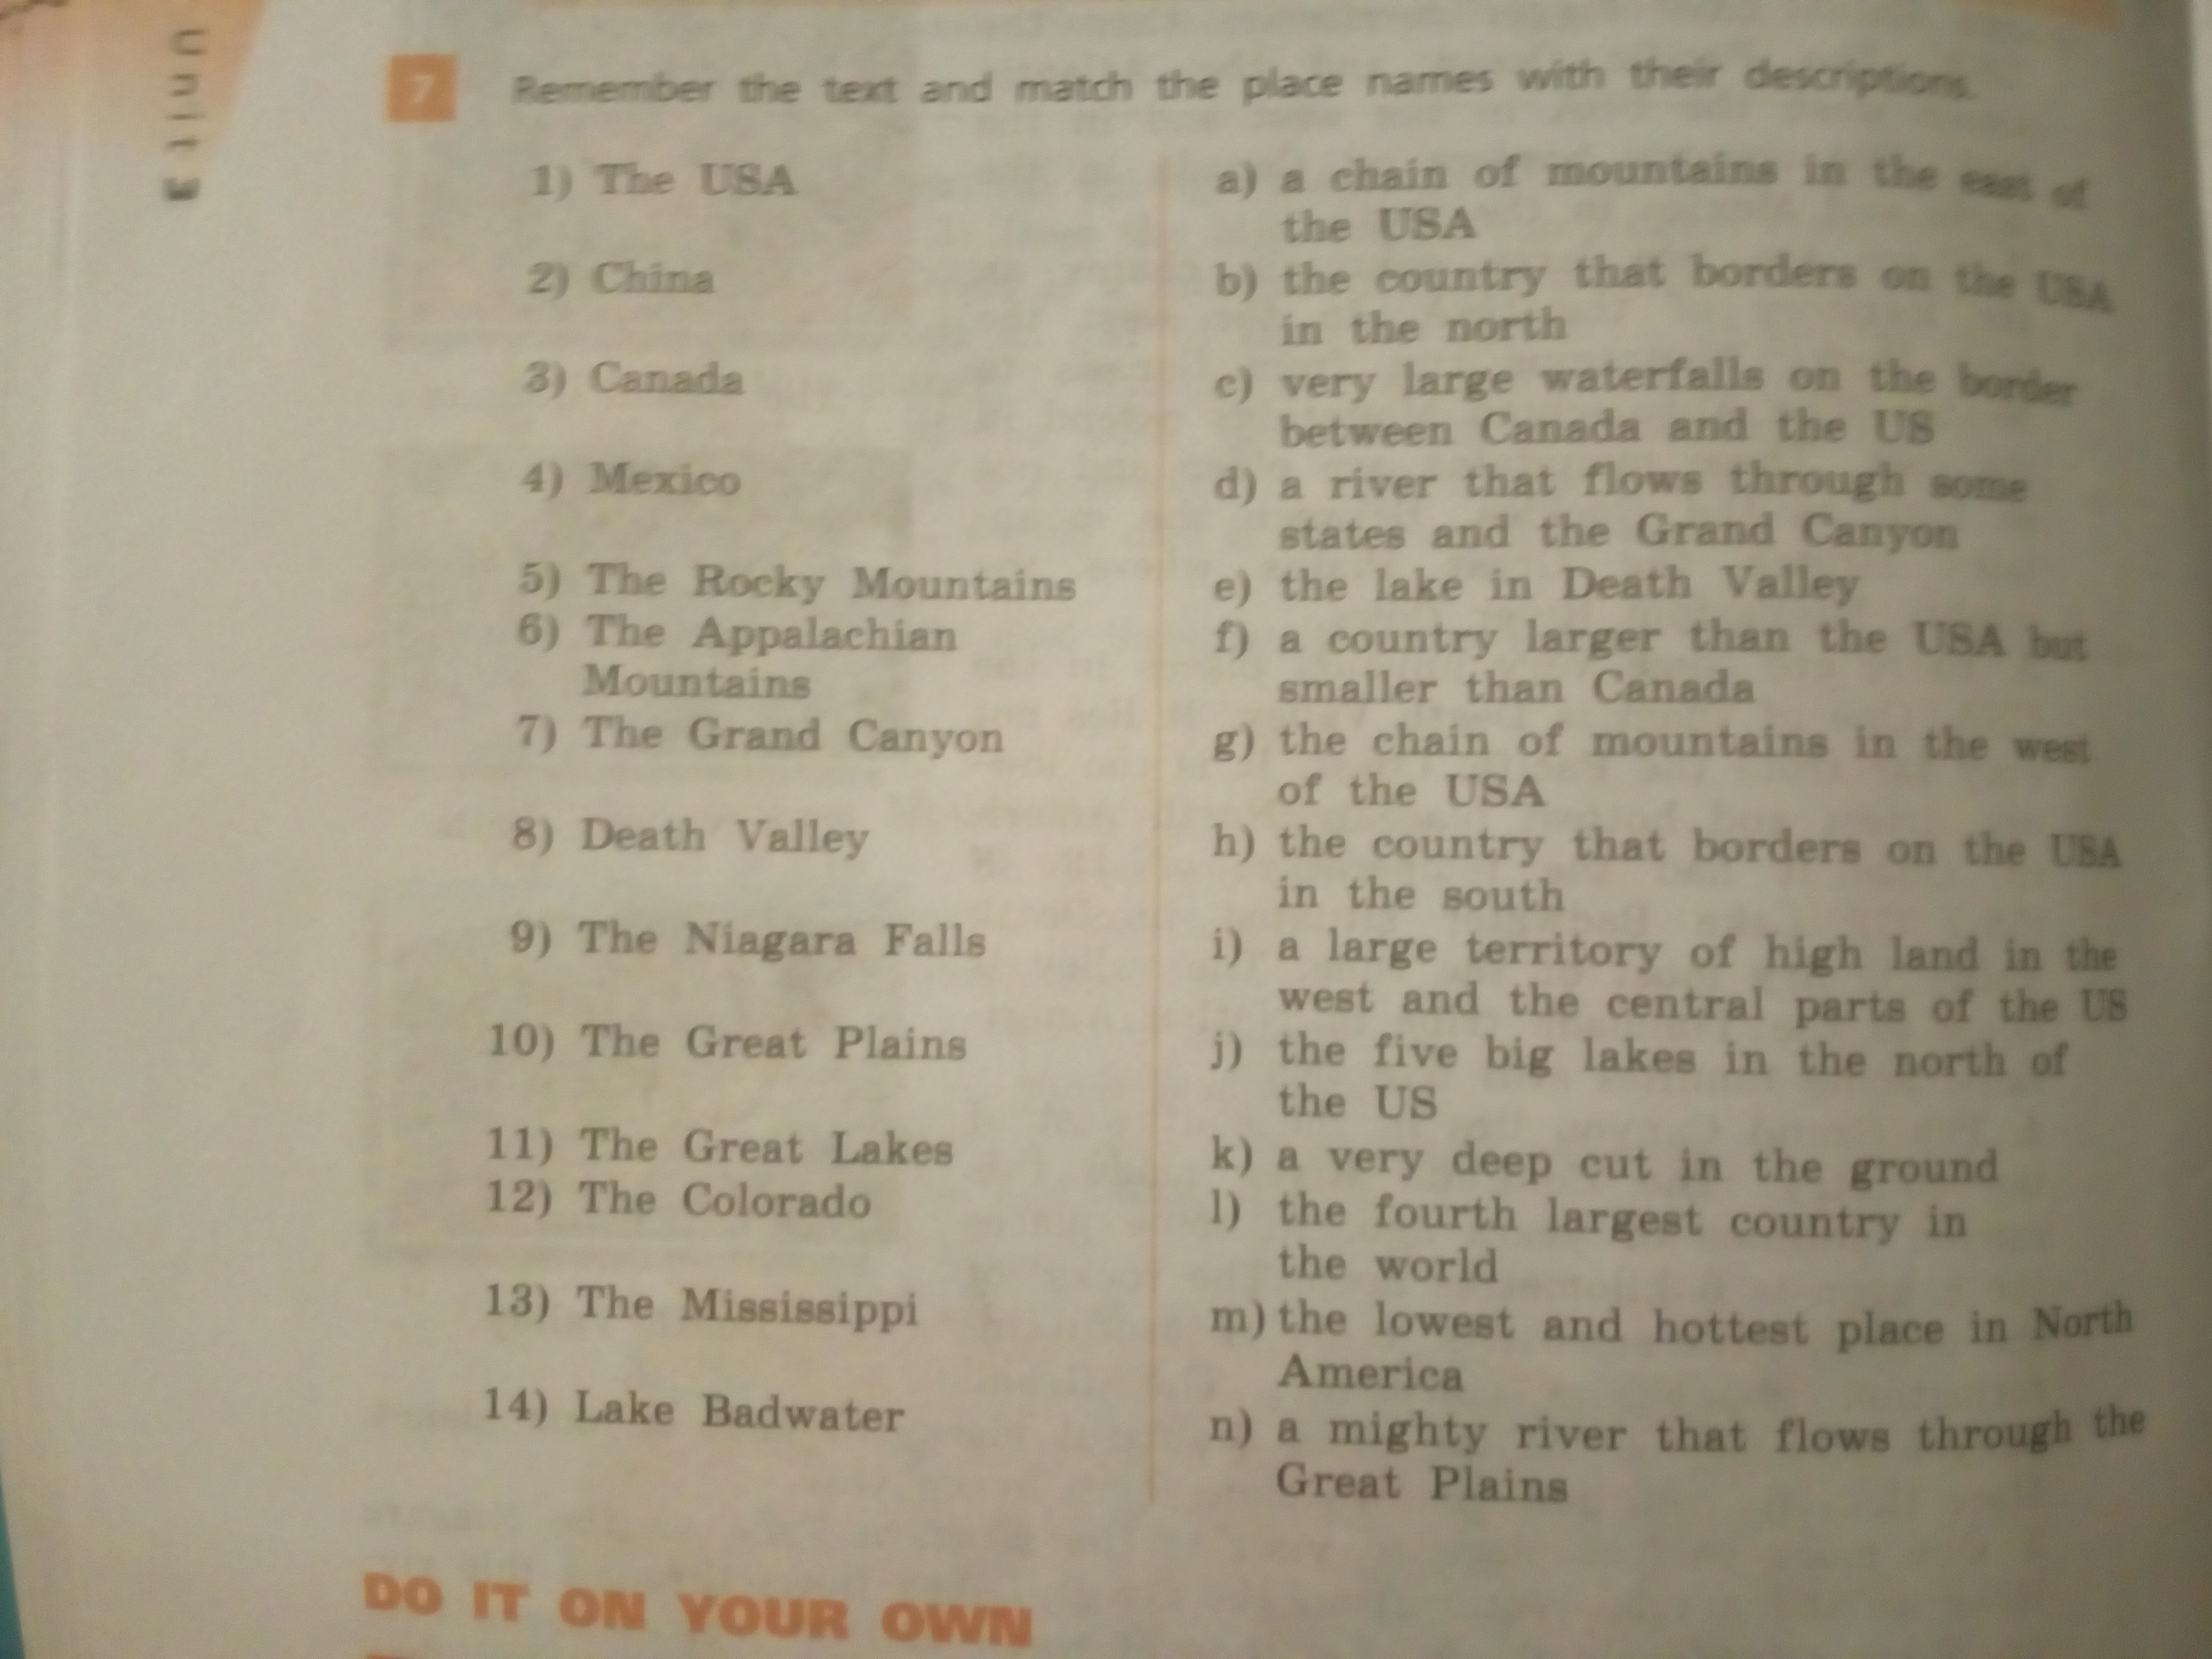 Unit 3
7 Remember the text and match the place names with their descriptions.
1) The USA
2) China
3) Canada
4) Mexico
5) The Rocky Mountains
6) The Appalachian
Mountains
7) The Grand Canyon
8) Death Valley
9) The Niagara Falls
10) The Great Plains
11) The Great Lakes
12) The Colorado
13) The Mississippi
14) Lake Badwater
a) a chain of mountains in the east of
the USA
b) the country that borders on the USA
in the north
c) very large waterfalls on the border
between Canada and the US
d) a river that flows through some
states and the Grand Canyon
e) the lake in Death Valley
f) a country larger than the USA but
smaller than Canada
g) the chain of mountains in the west
of the USA
h) the country that borders on the USA
in the south
i) a large territory of high land in the
west and the central parts of the US
j) the five big lakes in the north of
the US
k) a very deep cut in the ground
l) the fourth largest country in
the world
m) the lowest and hottest place in North
America
n) a mighty river that flows through the
Great Plains
DO IT ON YOUR OWN